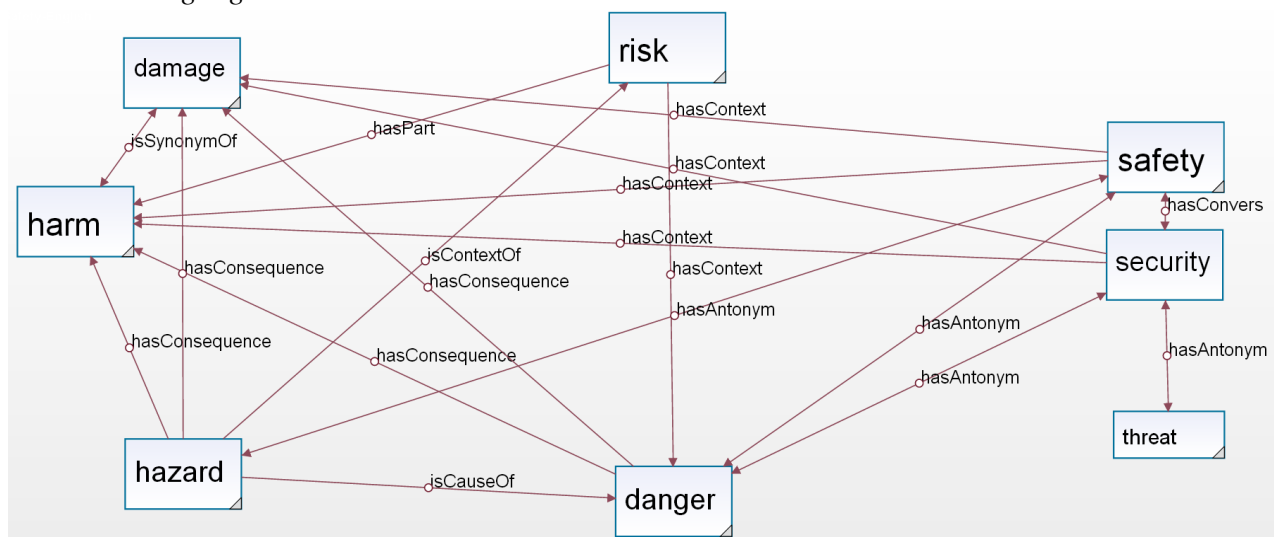 risk
damage
hasContext
hasPart
isSynonymOf
safety
hasContext
hasContext
hasConvers
harm
hasContext
security
isContextOf
hasConsequence
hasContext
hasConsequence
hasAntonym
hasAntonym
hasConsequence
hasConsequence
hasAntonym
hasAntonym
threat
hazard
isCauseOf
danger